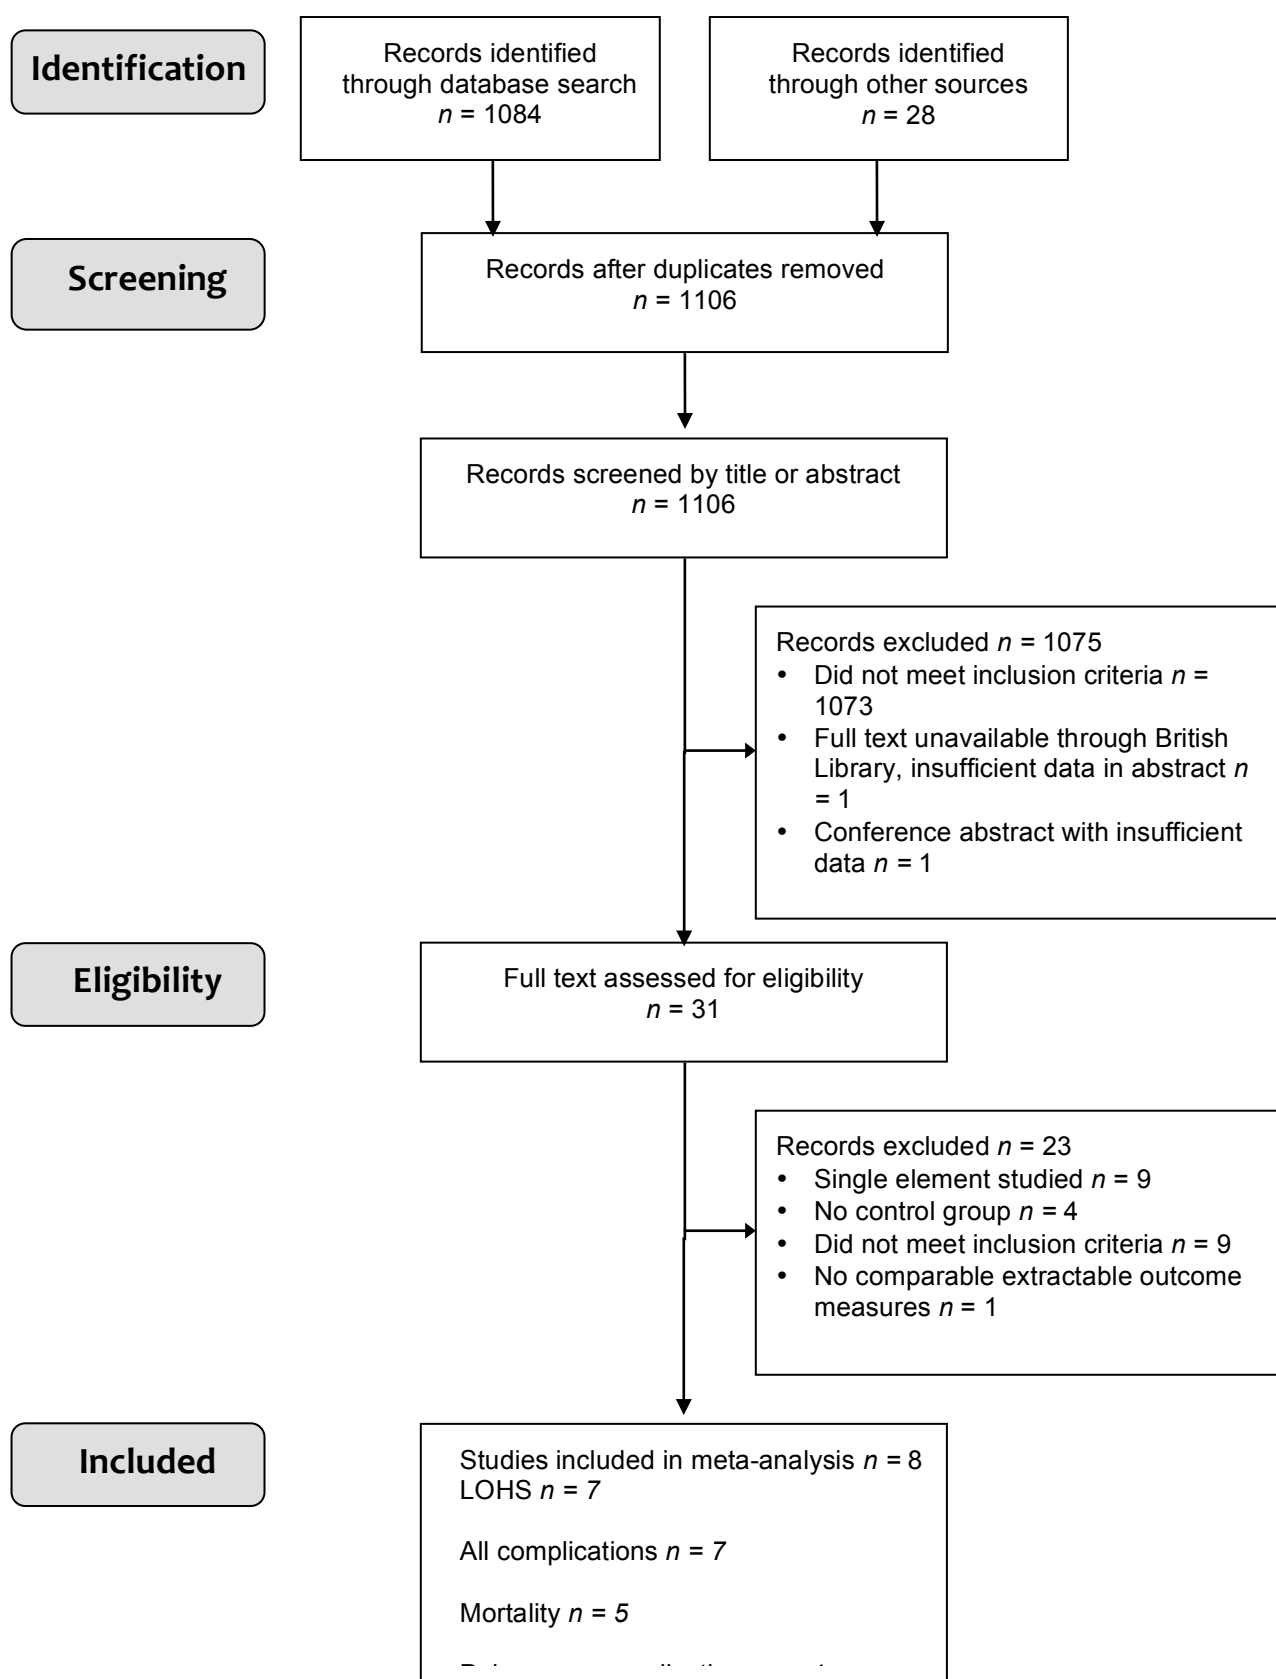 Identification
Records identified
through database search
n = 1084
Records identified
through other sources
n = 28
Screening
Records after duplicates removed
n = 1106
Records screened by title or abstract
n = 1106
Records excluded n = 1075
• Did not meet inclusion criteria n =
1073
• Full text unavailable through British
Library, insufficient data in abstract n
= 1
• Conference abstract with insufficient
data n = 1
Eligibility
Full text assessed for eligibility
n = 31
Records excluded n = 23
• Single element studied n = 9
• No control group n = 4
• Did not meet inclusion criteria n = 9
• No comparable extractable outcome
measures n = 1
Included
Studies included in meta-analysis n = 8
LOHS n = 7
All complications n = 7
Mortality n = 5